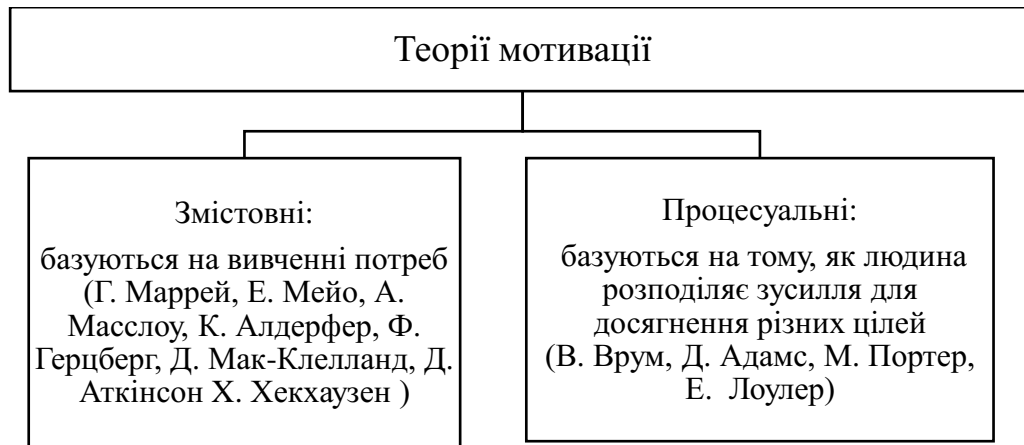 Теорії мотивації
Змістовні:
базуються на вивченні потреб
(Г. Маррей, Е. Мейо, А.
Масслоу, К. Алдерфер, Ф.
Герцберг, Д. Мак-Клелланд, Д.
Аткінсон Х. Хекхаузен )
Процесуальні:
базуються на тому, як людина
розподіляє зусилля для
досягнення різних цілей
(В. Врум, Д. Адамс, М. Портер,
Е. Лоулер)